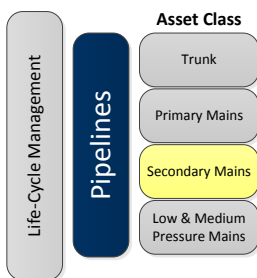 Asset Class
Life-Cycle Management
Pipelines
Trunk
Primary Mains
Secondary Mains
Low & Medium
Pressure Mains